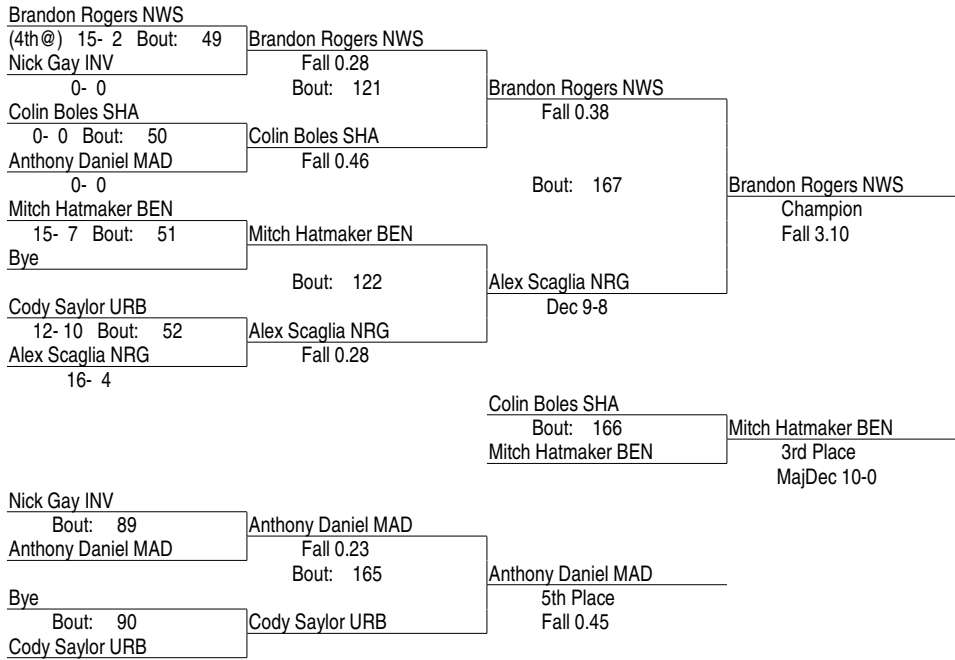 Brandon Rogers NWS
(4th@) 15- 2 Bout: 49
Nick Gay INV
0- 0
Colin Boles SHA
0- 0 Bout: 50
Anthony Daniel MAD
0- 0
Mitch Hatmaker BEN
15- 7 Bout: 51
Bye
Cody Saylor URB
12- 10 Bout: 52
Alex Scaglia NRG
16- 4
Brandon Rogers NWS
Fall 0.28
Bout: 121
Colin Boles SHA
Fall 0.46
Mitch Hatmaker BEN
Bout: 122
Alex Scaglia NRG
Fall 0.28
Brandon Rogers NWS
Fall 0.38
Bout: 167
Alex Scaglia NRG
Dec 9-8
Brandon Rogers NWS
Champion
Fall 3.10
Colin Boles SHA
Bout: 166
Mitch Hatmaker BEN
Mitch Hatmaker BEN
3rd Place
MajDec 10-0
Nick Gay INV
Bout: 89
Anthony Daniel MAD
Bye
Bout: 90
Cody Saylor URB
Anthony Daniel MAD
Fall 0.23
Bout: 165
Cody Saylor URB
Anthony Daniel MAD
5th Place
Fall 0.45